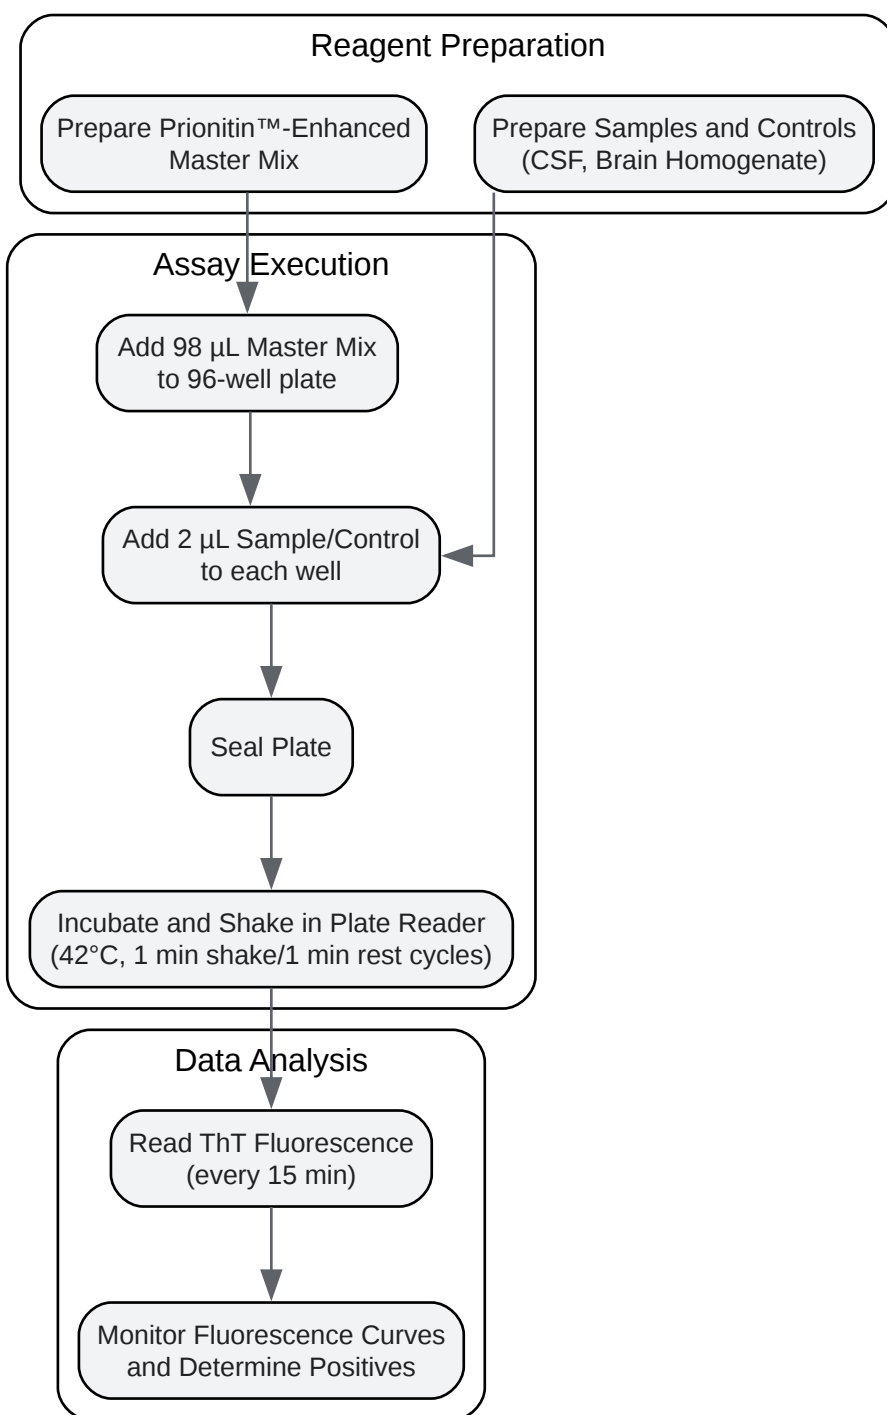 Reagent Preparation
Prepare Prionitin™-Enhanced
Master Mix
Prepare Samples and Controls
(CSF, Brain Homogenate)
Assay Execution
Add 98 µL Master Mix
to 96-well plate
Add 2 µL Sample/Control
to each well
Seal Plate
Incubate and Shake in Plate Reader
(42°C, 1 min shake/1 min rest cycles)
Data Analysis
Read ThT Fluorescence
(every 15 min)
Monitor Fluorescence Curves
and Determine Positives